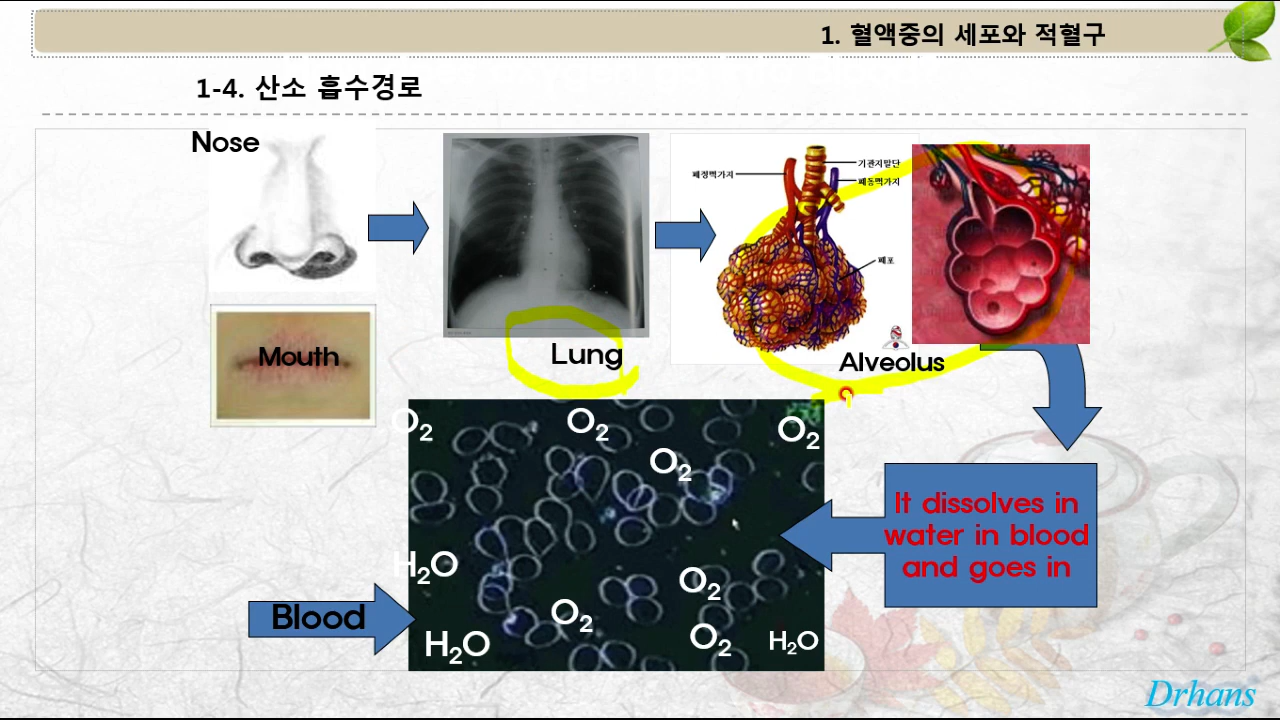 1. 혈액중의 세포와 적혈구
1-4. 산소 흡수경로
Nose
Mouth
Lung
폐정맥가지
기관지말단
폐동맥가지
폐포
Alveolus
It dissolves in
water in blood
and goes in
Blood
O2
O2
O2
O2
H2O
O2
O2
H2O
O2
H2O
Drhans